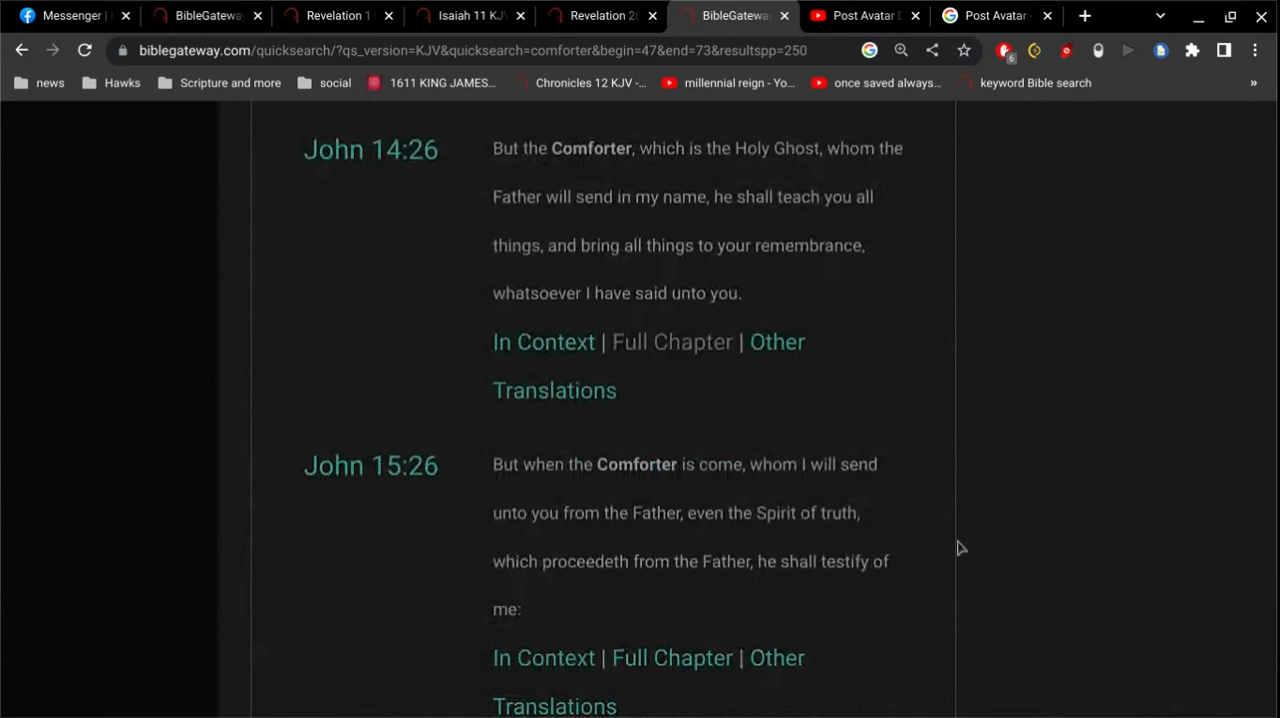 Messenger |
BibleGateway
Revelation 1
Isaiah 11 KJV
Revelation 20
BibleGateway
Post Avatar D
Post Avatar
biblegateway.com/quicksearch/?qs_version=KJV&quicksearch=comforter&begin=47&end=73&resultspp=250
6
news
Hawks
Scripture and more
social
1611 KING JAMES...
Chronicles 12 KJV -...
millennial reign - Yo...
once saved always...
keyword Bible search
»
John 14:26
But the Comforter, which is the Holy Ghost, whom the
Father will send in my name, he shall teach you all
things, and bring all things to your remembrance,
whatsoever I have said unto you.
In Context | Full Chapter | Other
Translations
John 15:26
But when the Comforter is come, whom I will send
unto you from the Father, even the Spirit of truth,
which proceedeth from the Father, he shall testify of
me:
In Context | Full Chapter | Other
Translations